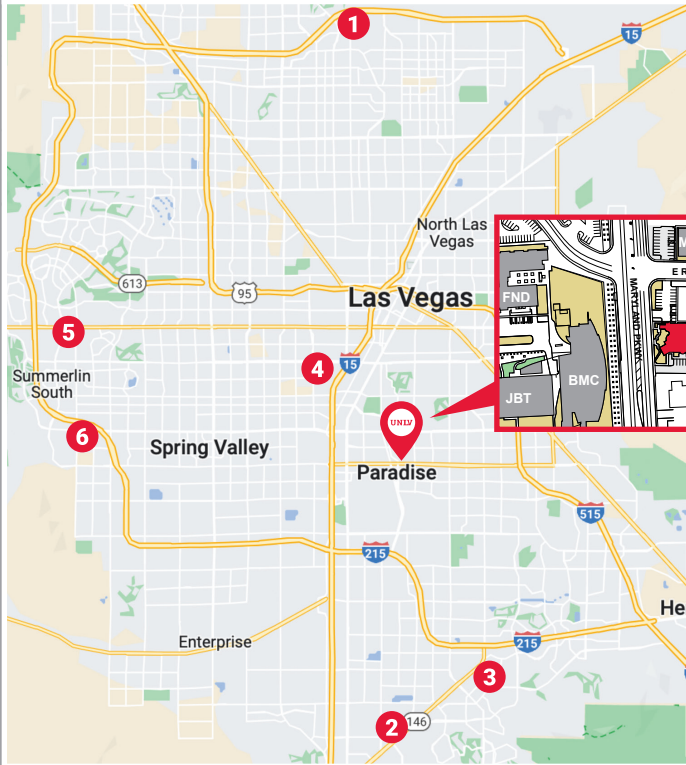 1
15
North Las
Vegas
613
95
Las Vegas
FND
MARYLAND PKWY.
BMC
JBT
5
4
15
Summerlin
South
UNLV
6
Spring Valley
Paradise
515
215
He
Enterprise
215
3
2
146